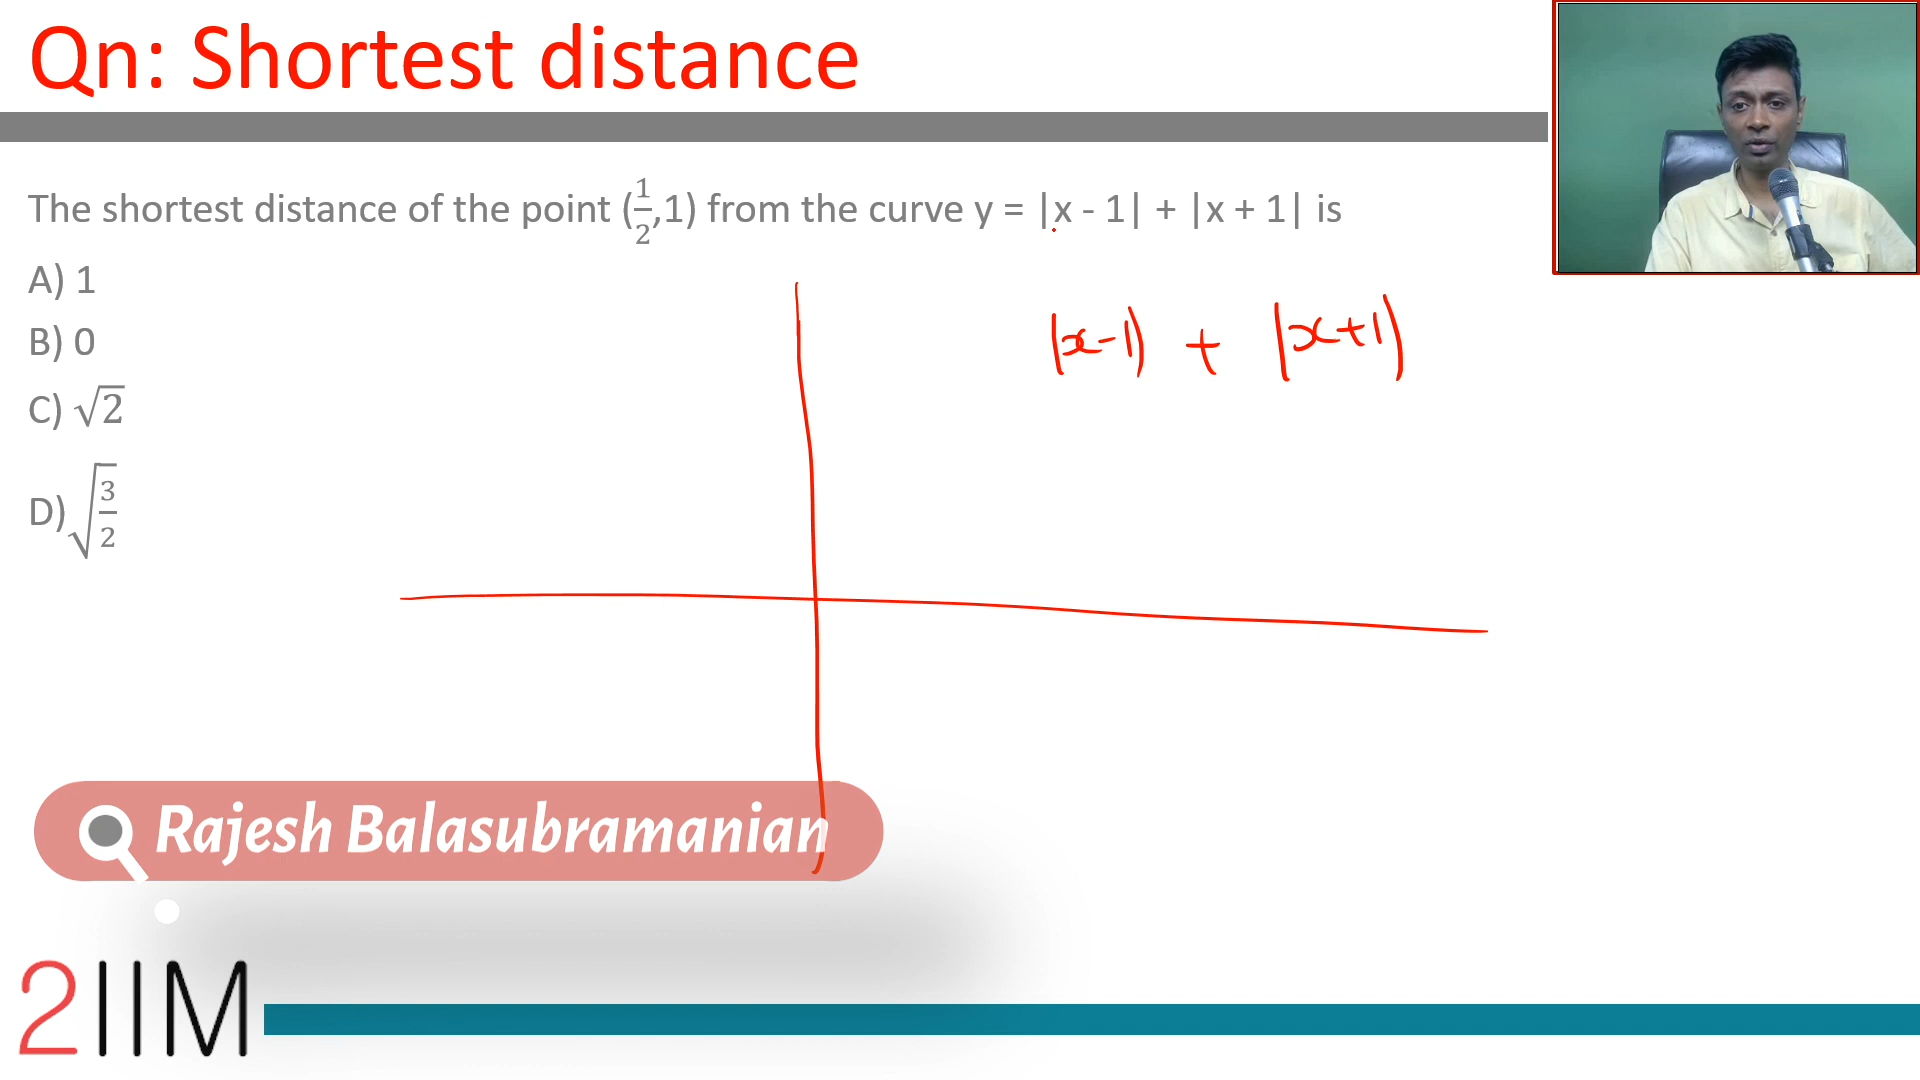 Qn: Shortest distance
The shortest distance of the point (1/2,1) from the curve y = |x - 1| + |x + 1| is
A) 1
|x-1| + |x+1|
B) 0
C) √2
D) √(3/2)
Rajesh Balasubramanian
2IIM